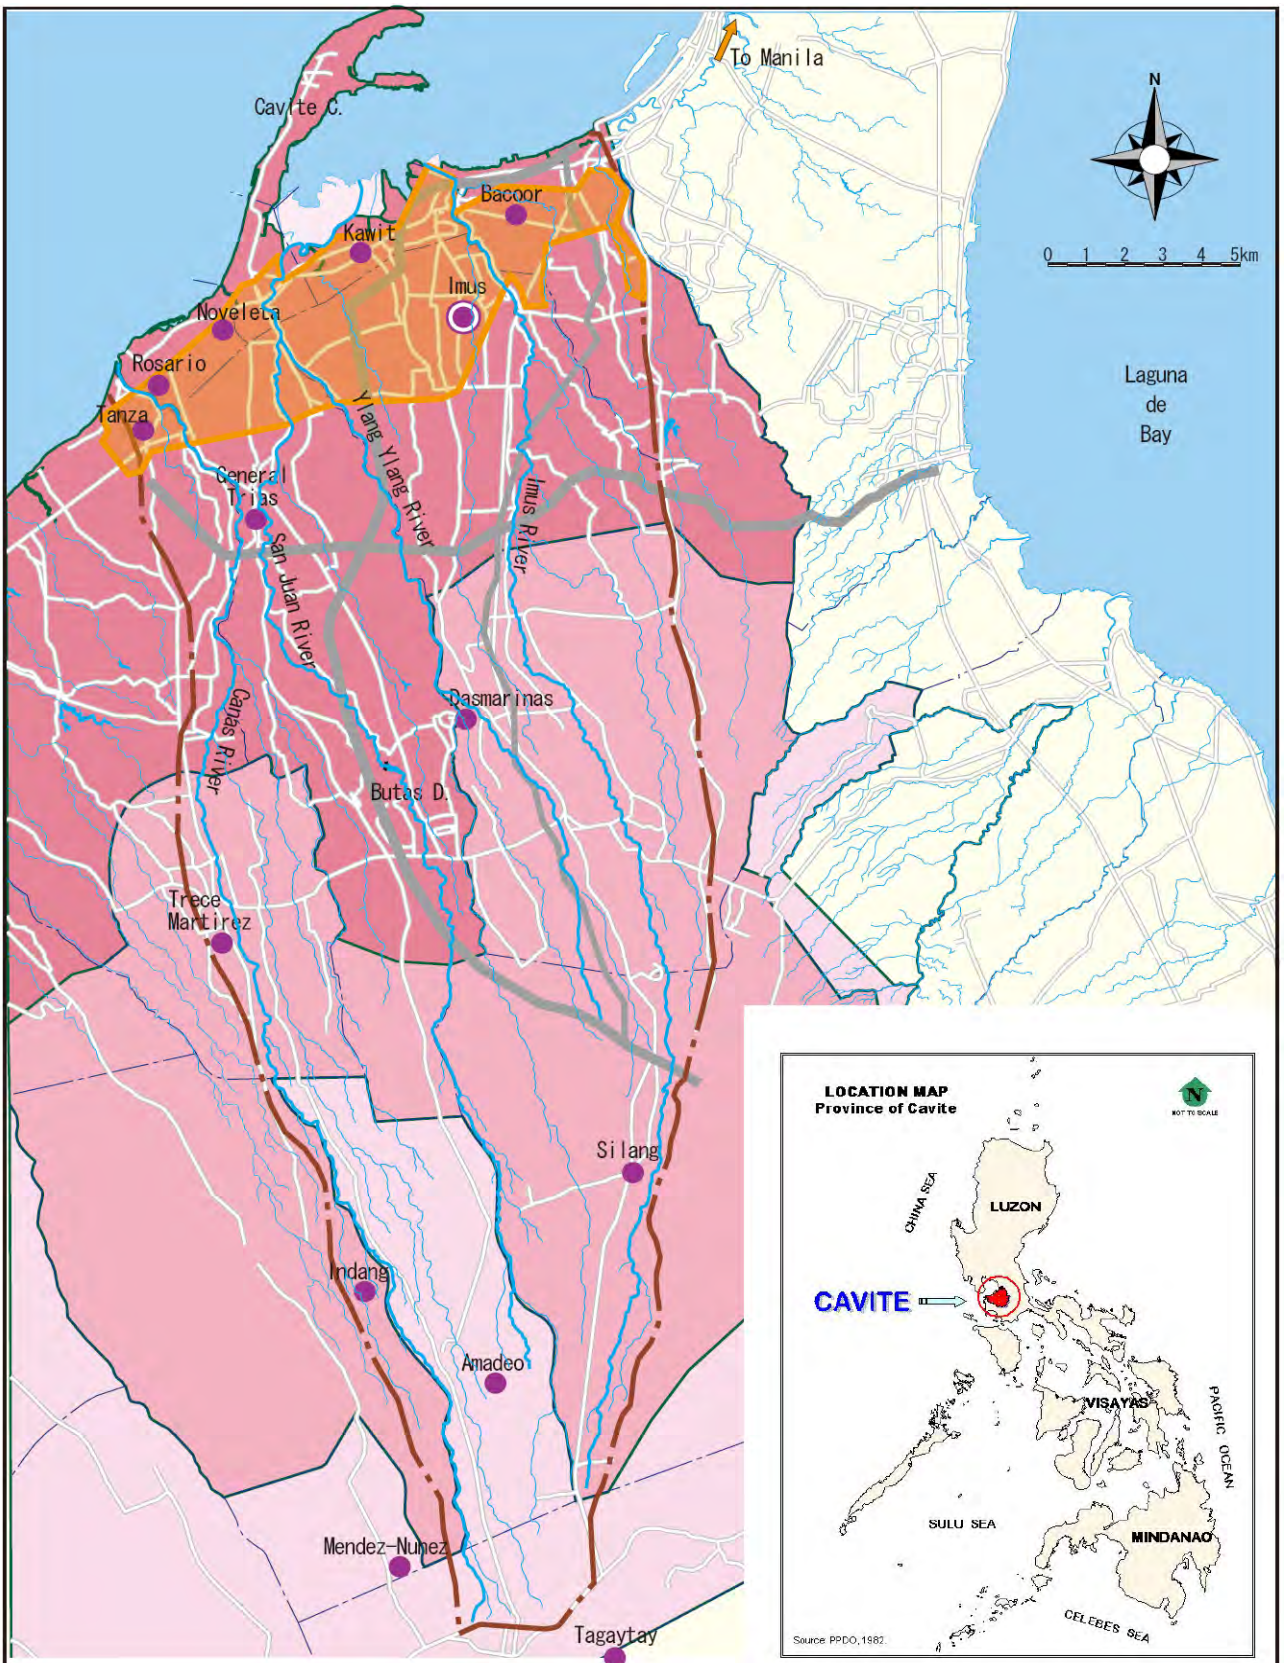 To Manila
N
Cavite C.
Bacoor
Kawit
0 1 2 3 4 5km
Imus
Noveleta
Rosario
Laguna
de
Bay
Tanza
Ylang Ylang River
General
Trias
Imus River
San Juan River
Canas River
Dasmarinas
Butas D.
Trece
Martirez
Silang
Indang
Amadeo
Mendez-Nunez
Tagaytay
LOCATION MAP
Province of Cavite
N
NOT TO SCALE
CHINA SEA
LUZON
CAVITE
VISAYAS
PACIFIC OCEAN
SULU SEA
MINDANAO
CELEBES SEA
Source: PPDO, 1982.